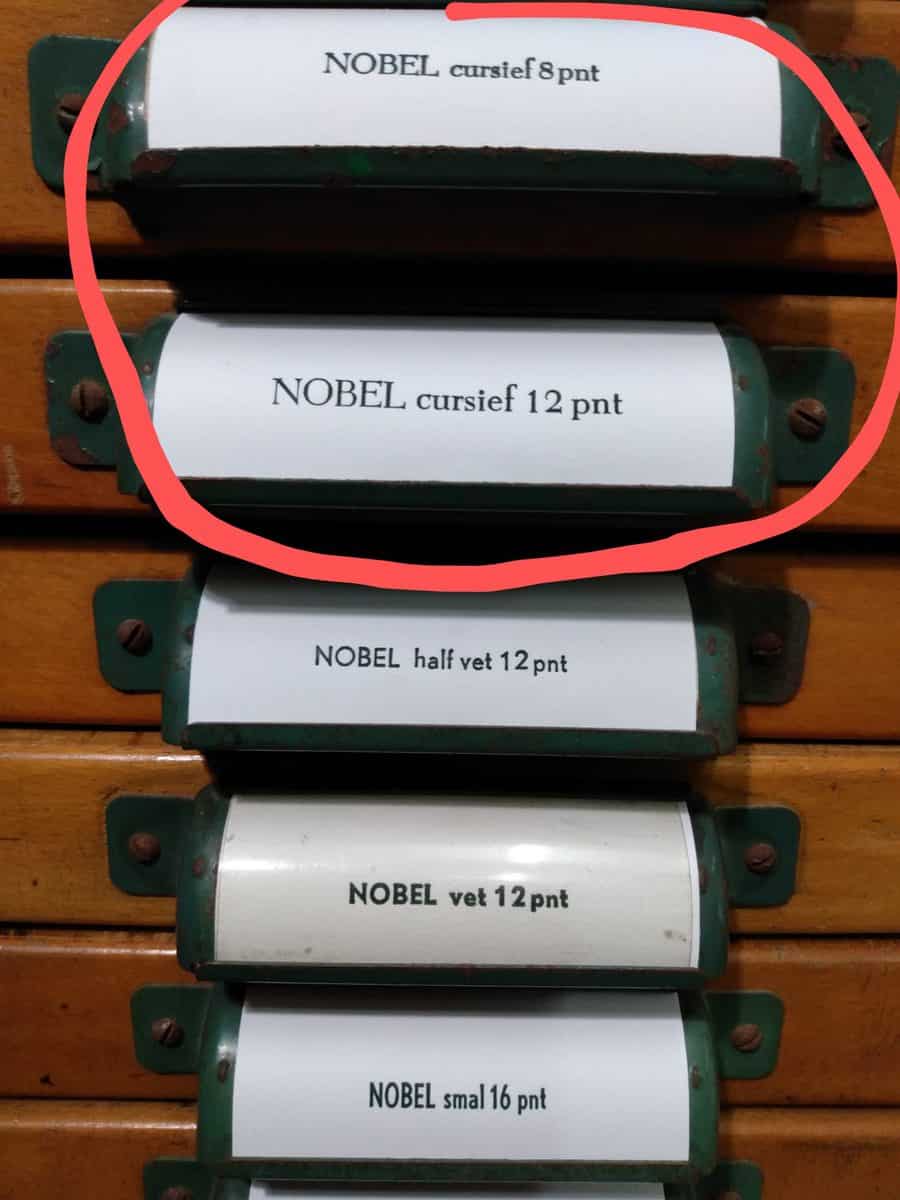 NOBEL cursief 8 pnt
NOBEL cursief 12 pnt
NOBEL half vet 12 pnt
NOBEL vet 12 pnt
NOBEL smal 16 pnt